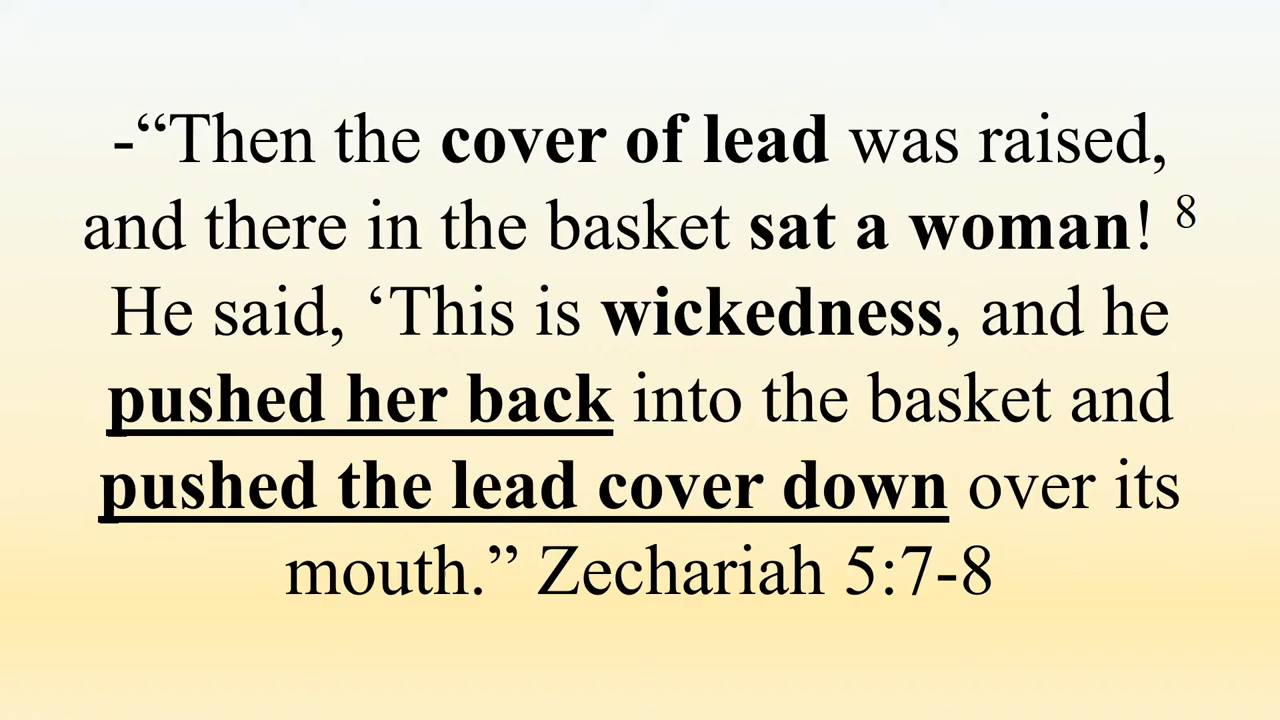 -“Then the cover of lead was raised,
and there in the basket sat a woman! 8
He said, ‘This is wickedness, and he
pushed her back into the basket and
pushed the lead cover down over its
mouth.” Zechariah 5:7-8